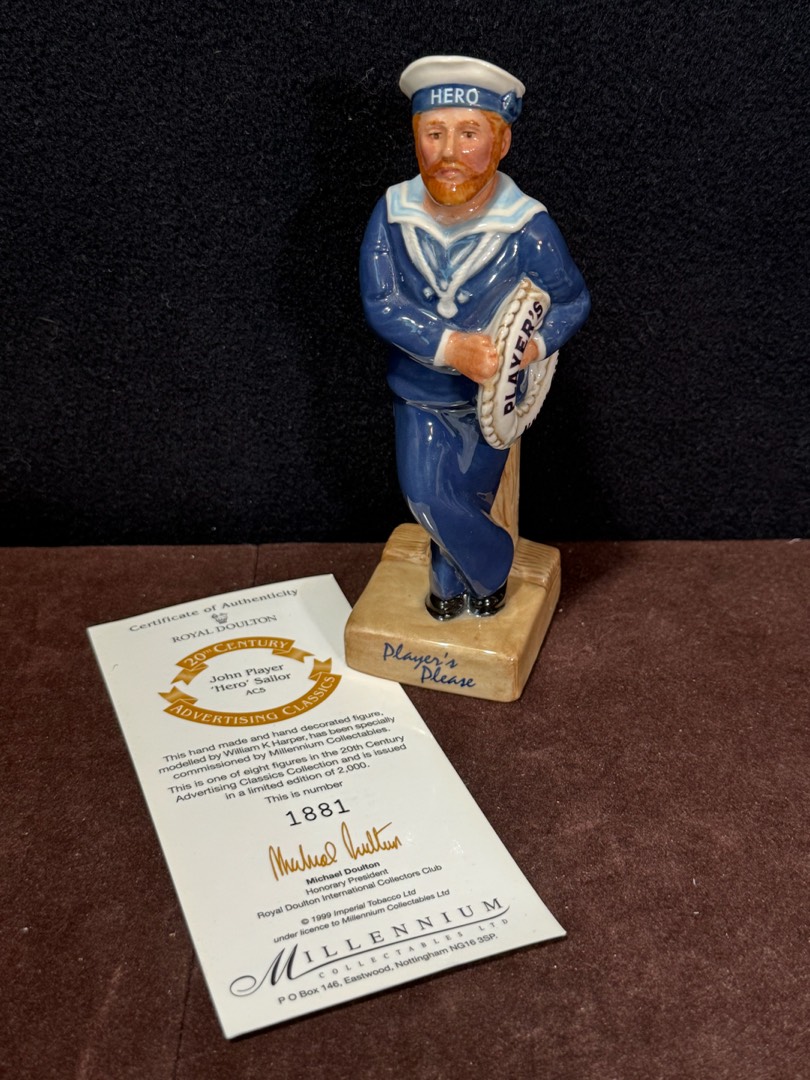 HERO
PLAYER'S
Player's
Please
Certificate of Authenticity
ROYAL DOULTON
20TH CENTURY
John Player
'Hero' Sailor
AC5
ADVERTISING CLASSICS
This hand made and hand decorated figure,
modelled by William K Harper, has been specially
commissioned by Millennium Collectables.
This is one of eight figures in the 20th Century
Advertising Classics Collection and is issued
in a limited edition of 2,000.
This is number
1881
Michael Doulton
Michael Doulton
Honorary President
Royal Doulton International Collectors Club
© 1999 Imperial Tobacco Ltd
under licence to Millennium Collectables Ltd
MILLENNIUM
COLLECTABLES LTD
P O Box 146, Eastwood, Nottingham NG16 3SP.